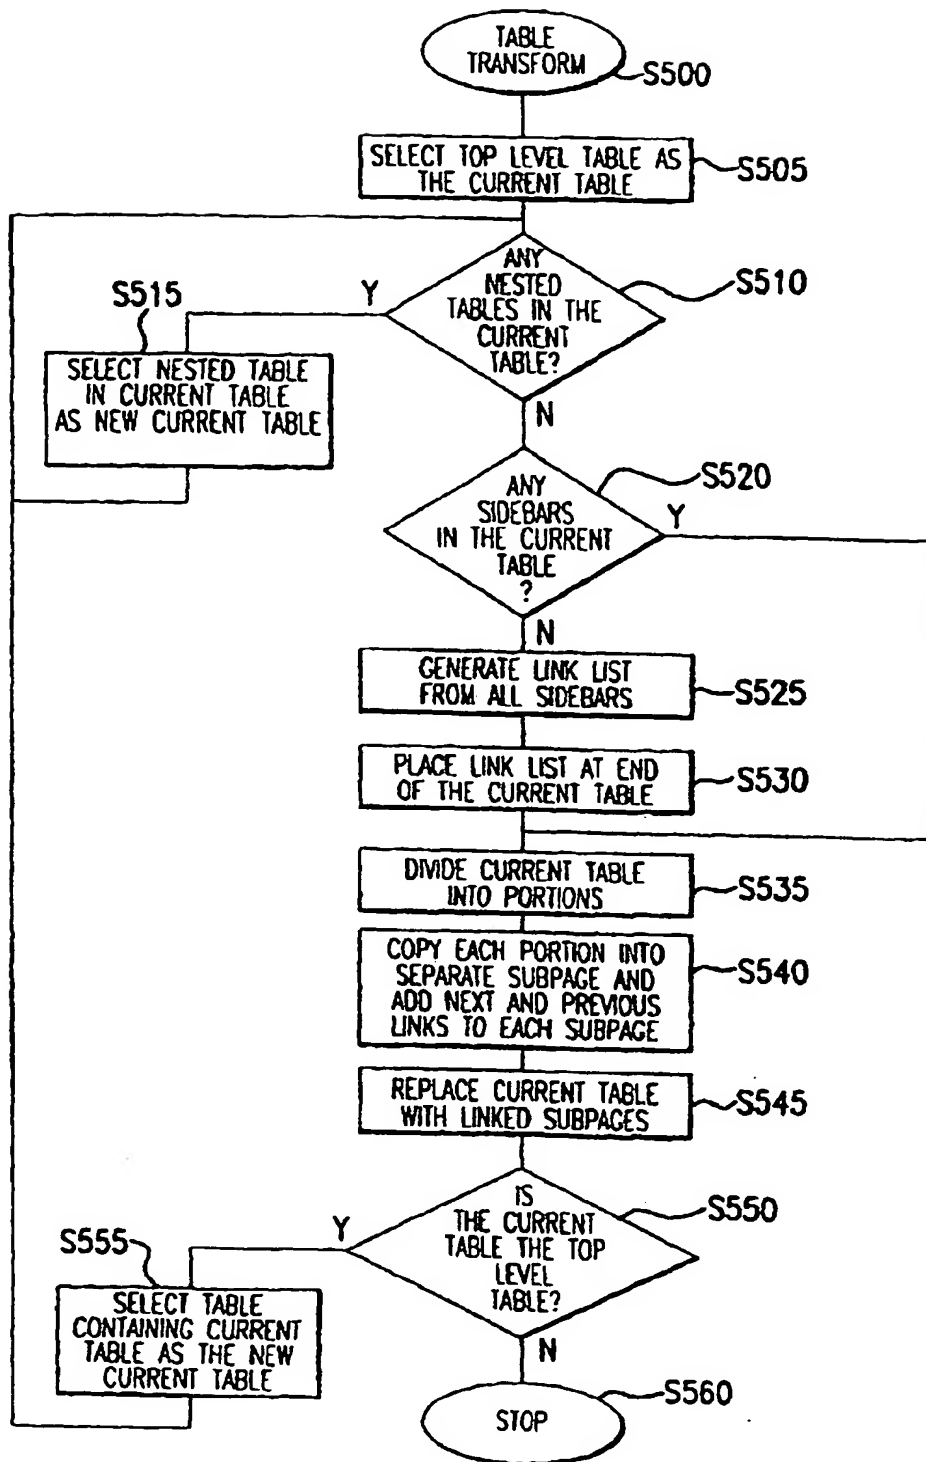 TABLE
TRANSFORM
S500
SELECT TOP LEVEL TABLE AS
THE CURRENT TABLE
S505
ANY
NESTED
TABLES IN THE
CURRENT
TABLE?
S510
Y
N
S515
SELECT NESTED TABLE
IN CURRENT TABLE
AS NEW CURRENT TABLE
ANY
SIDEBARS
IN THE CURRENT
TABLE
?
S520
Y
N
GENERATE LINK LIST
FROM ALL SIDEBARS
S525
PLACE LINK LIST AT END
OF THE CURRENT TABLE
S530
DIVIDE CURRENT TABLE
INTO PORTIONS
S535
COPY EACH PORTION INTO
SEPARATE SUBPAGE AND
ADD NEXT AND PREVIOUS
LINKS TO EACH SUBPAGE
S540
REPLACE CURRENT TABLE
WITH LINKED SUBPAGES
S545
IS
THE CURRENT
TABLE THE TOP
LEVEL
TABLE?
S550
Y
N
S555
SELECT TABLE
CONTAINING CURRENT
TABLE AS THE NEW
CURRENT TABLE
STOP
S560